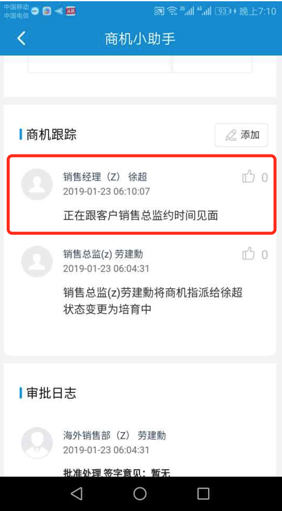 中国移动
中国电信
晚上7:10
商机小助手
商机跟踪
添加
销售经理（Z） 徐超
0
2019-01-23 06:10:07
正在跟客户销售总监约时间见面
销售总监(z) 劳建勳
0
2019-01-23 06:04:31
销售总监(z)劳建勳将商机指派给徐超
状态变更为培育中
审批日志
海外销售部（Z） 劳建勳
2019-01-23 06:04:31
批准处理,签字意见：暂无